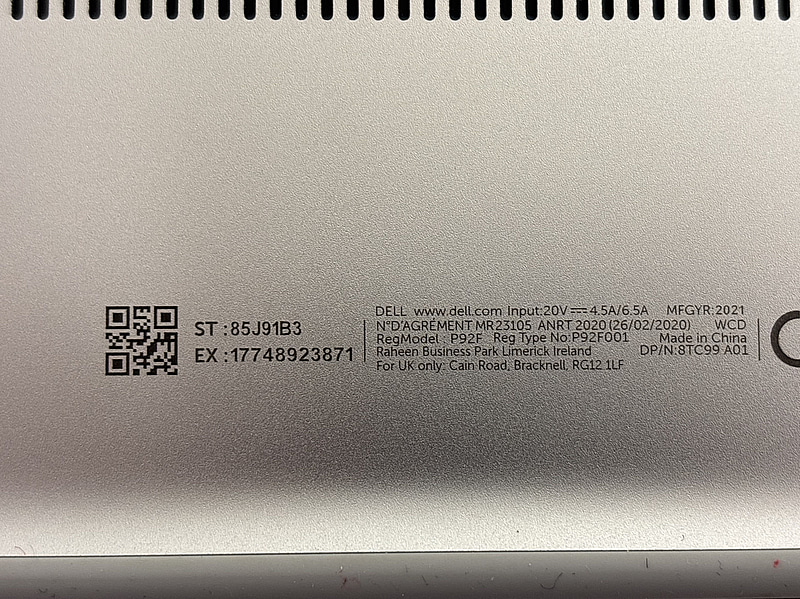 ST :85J91B3
EX :17748923871
DELL www.dell.com Input:20V⎓4.5A/6.5A MFGYR:2021
N°D'AGRÉMENT MR23105 ANRT 2020 (26/02/2020) WCD
RegModel P92F Reg Type No:P92F001 Made in China
Raheen Business Park Limerick Ireland DP/N:8TC99 A01
For UK only: Cain Road, Bracknell, RG12 1LF